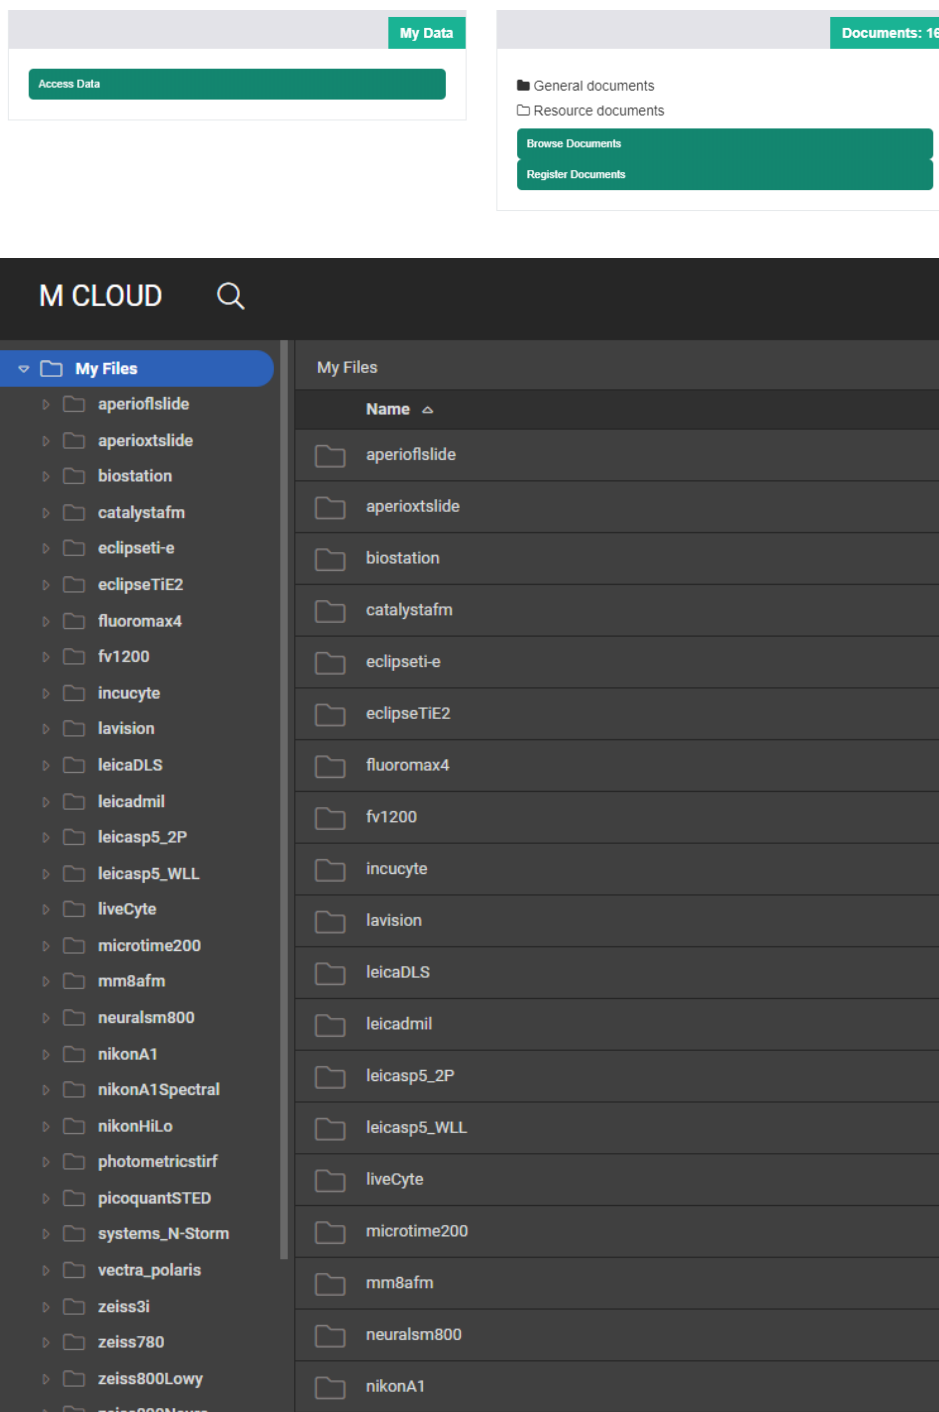 My Data
Access Data
Documents: 16
General documents
Resource documents
Browse Documents
Register Documents
M CLOUD
My Files
aperioflslide
aperioxtslide
biostation
catalystafm
eclipseti-e
eclipseTiE2
fluoromax4
fv1200
incucyte
lavision
leicaDLS
leicadmil
leicasp5_2P
leicasp5_WLL
liveCyte
microtime200
mm8afm
neuralsm800
nikonA1
nikonA1Spectral
nikonHiLo
photometricstirf
picoquantSTED
systems_N-Storm
vectra_polaris
zeiss3i
zeiss780
zeiss800Lowy
My Files
Name
aperioflslide
aperioxtslide
biostation
catalystafm
eclipseti-e
eclipseTiE2
fluoromax4
fv1200
incucyte
lavision
leicaDLS
leicadmil
leicasp5_2P
leicasp5_WLL
liveCyte
microtime200
mm8afm
neuralsm800
nikonA1